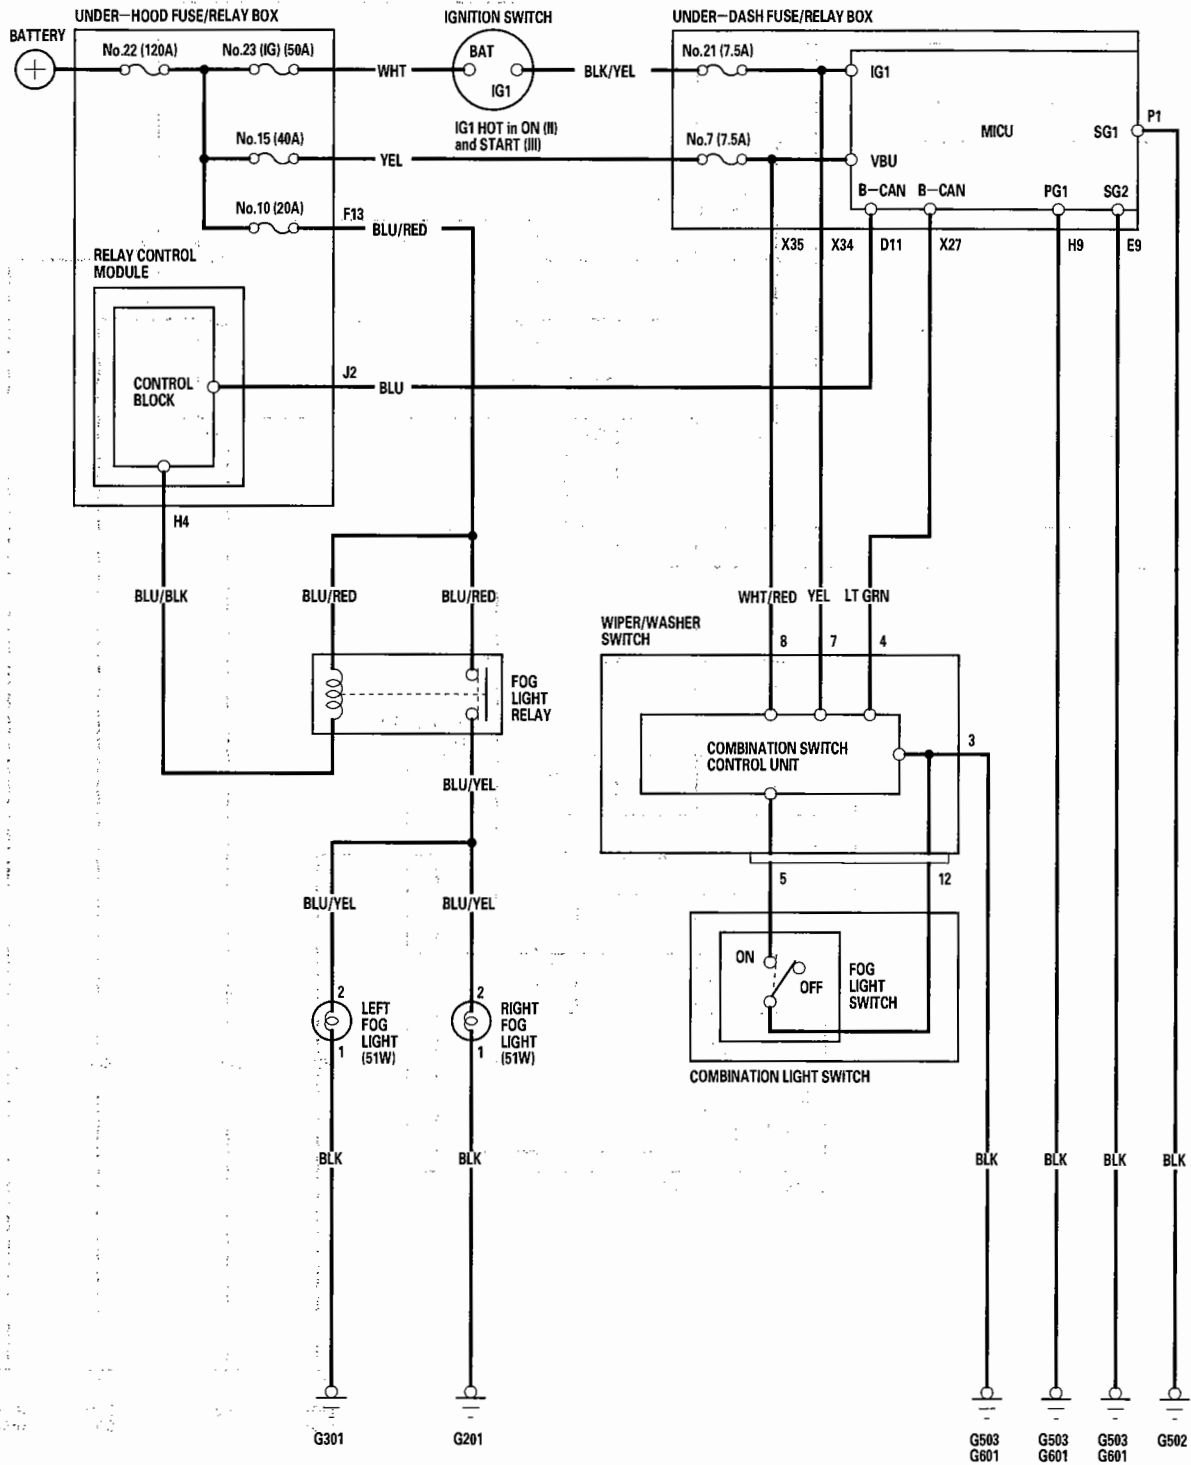 UNDER-HOOD FUSE/RELAY BOX
IGNITION SWITCH
UNDER-DASH FUSE/RELAY BOX
BATTERY
No.22 (120A)
No.23 (IG) (50A)
WHT
BAT
IG1
BLK/YEL
No.21 (7.5A)
IG1
IG1 HOT in ON (II)
and START (III)
MICU
SG1
P1
No.15 (40A)
YEL
No.7 (7.5A)
VBU
B-CAN
B-CAN
PG1
SG2
No.10 (20A)
F13
BLU/RED
X35
X34
D11
X27
H9
E9
RELAY CONTROL
MODULE
CONTROL
BLOCK
J2
BLU
H4
BLU/BLK
BLU/RED
BLU/RED
WHT/RED
YEL
LT GRN
WIPER/WASHER
SWITCH
8
7
4
FOG
LIGHT
RELAY
COMBINATION SWITCH
CONTROL UNIT
3
BLU/YEL
5
12
BLU/YEL
BLU/YEL
ON
OFF
FOG
LIGHT
SWITCH
2
LEFT
FOG
LIGHT
(51W)
1
2
RIGHT
FOG
LIGHT
(51W)
1
COMBINATION LIGHT SWITCH
BLK
BLK
BLK
BLK
BLK
BLK
G301
G201
G503
G601
G503
G601
G503
G601
G502